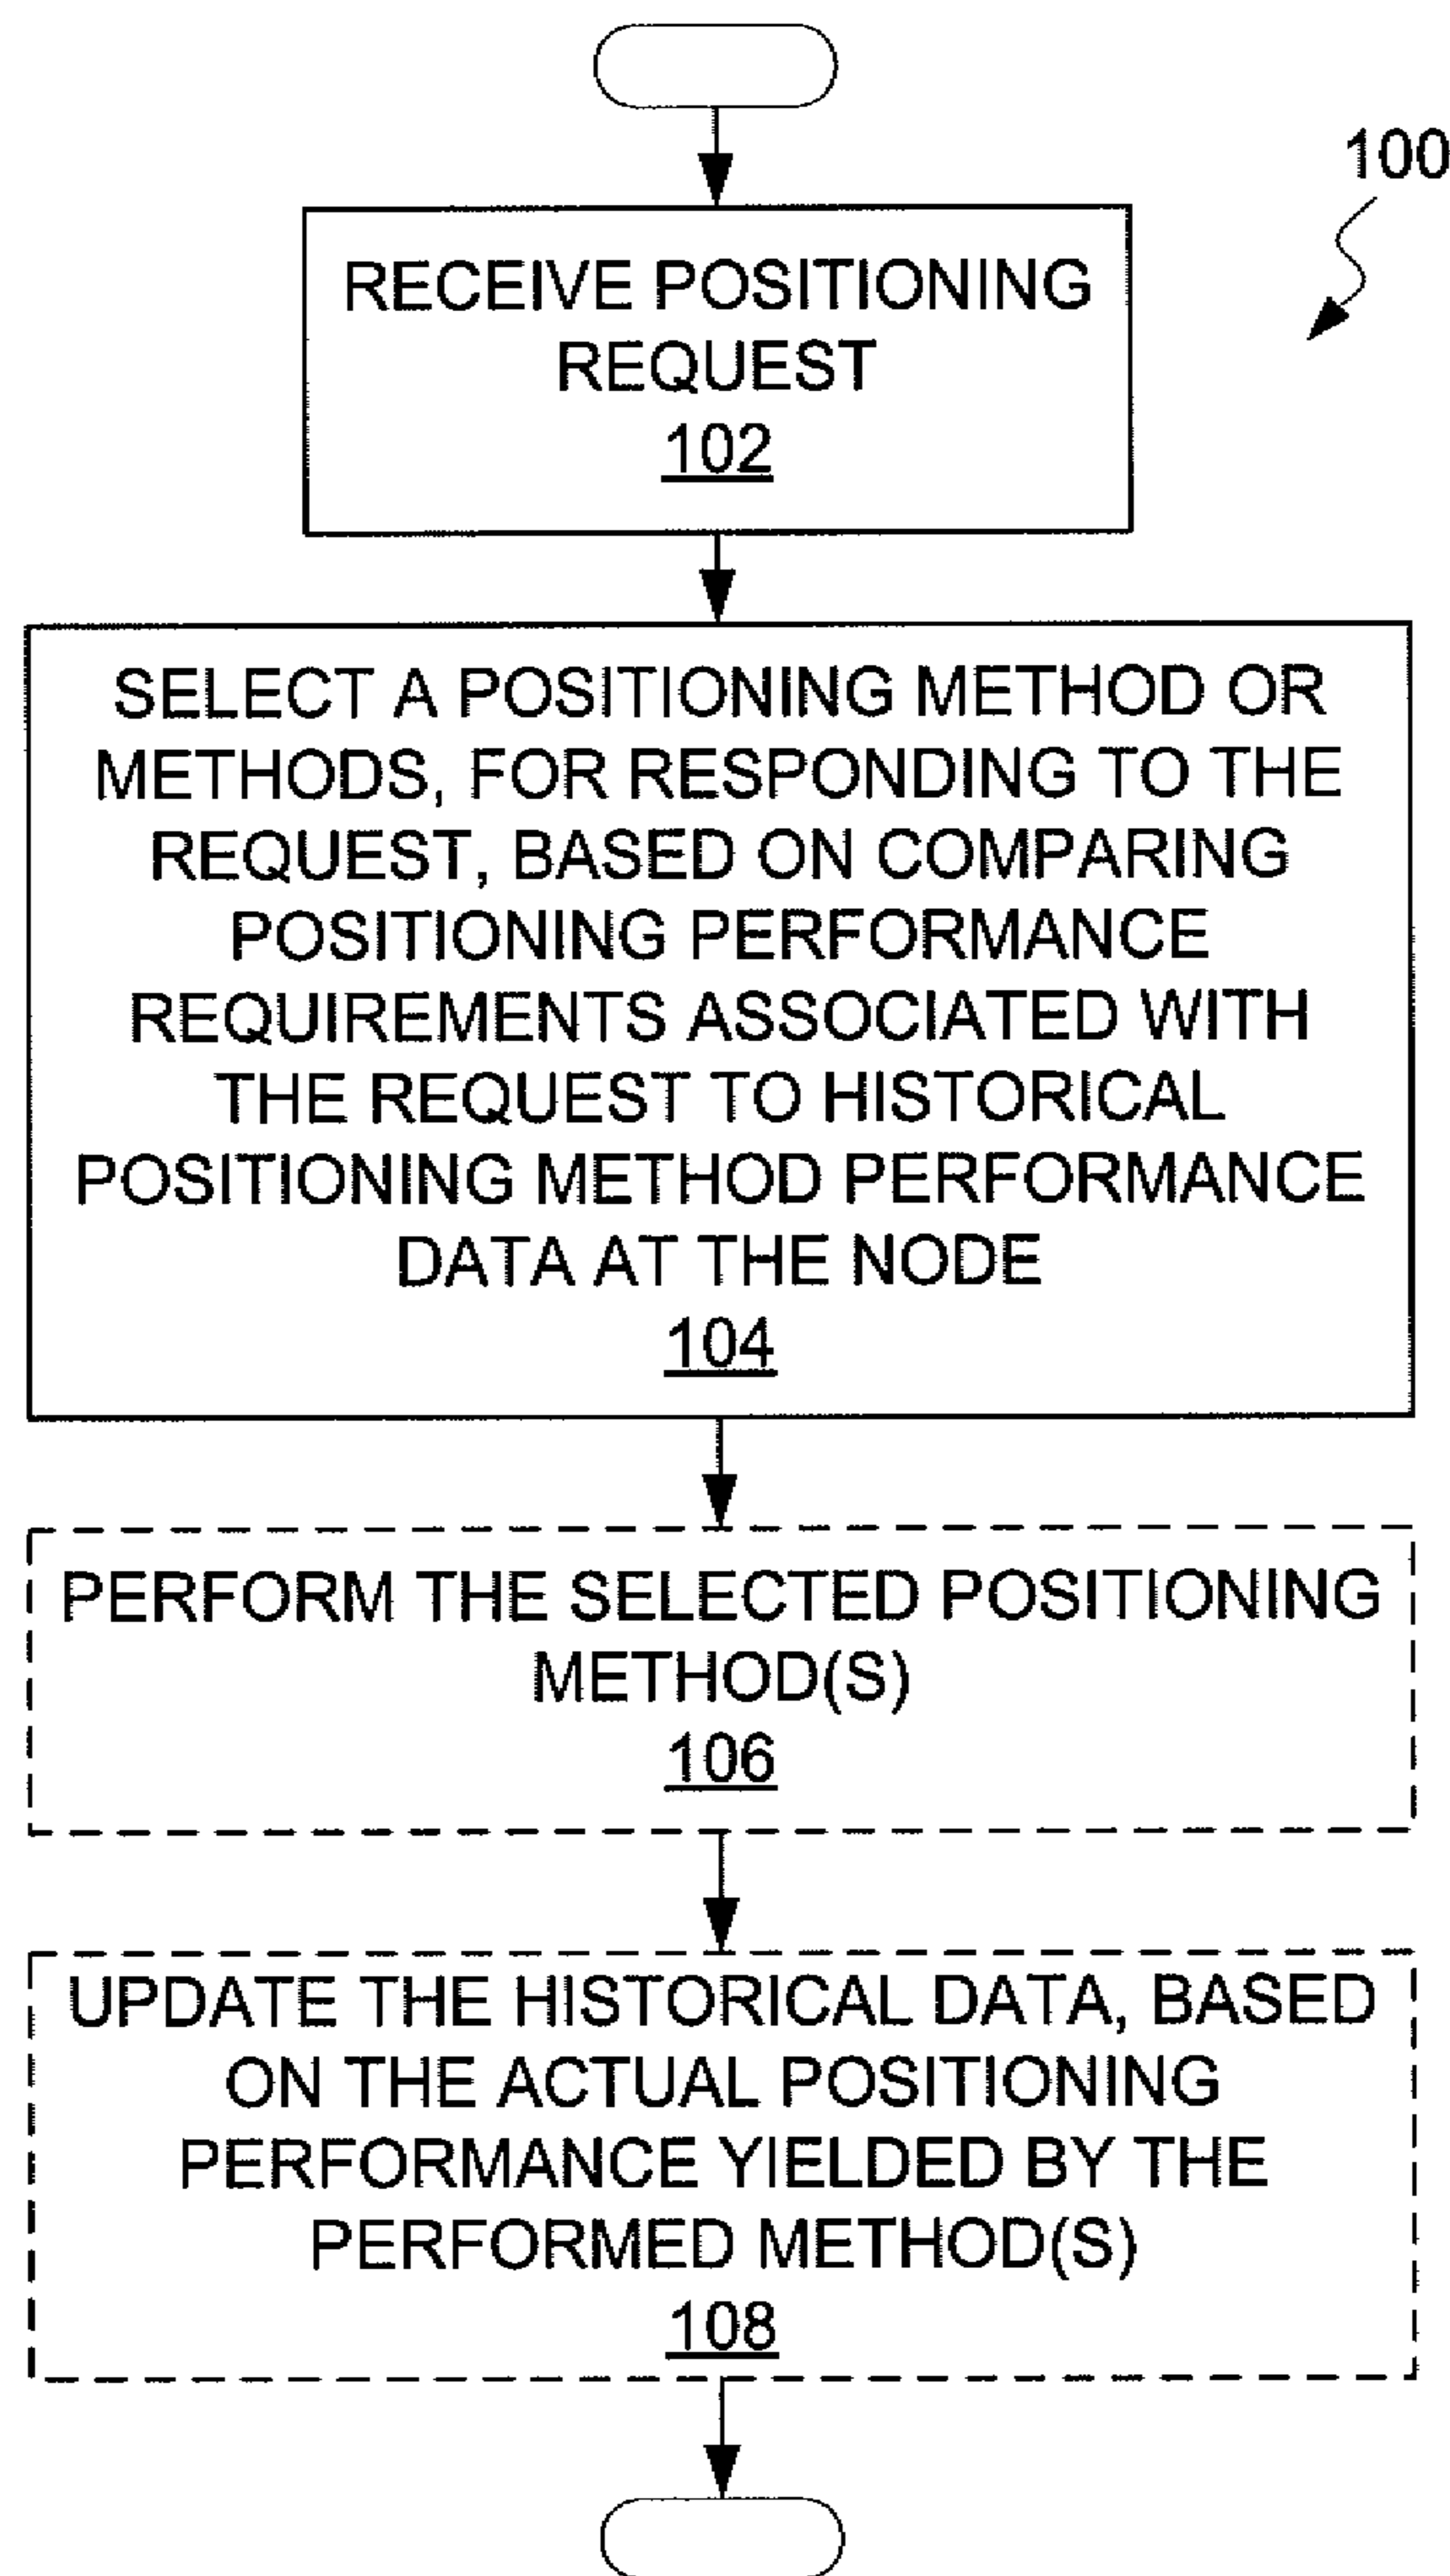 100
RECEIVE POSITIONING
REQUEST
102
SELECT A POSITIONING METHOD OR
METHODS, FOR RESPONDING TO THE
REQUEST, BASED ON COMPARING
POSITIONING PERFORMANCE
REQUIREMENTS ASSOCIATED WITH
THE REQUEST TO HISTORICAL
POSITIONING METHOD PERFORMANCE
DATA AT THE NODE
104
PERFORM THE SELECTED POSITIONING
METHOD(S)
106
UPDATE THE HISTORICAL DATA, BASED
ON THE ACTUAL POSITIONING
PERFORMANCE YIELDED BY THE
PERFORMED METHOD(S)
108